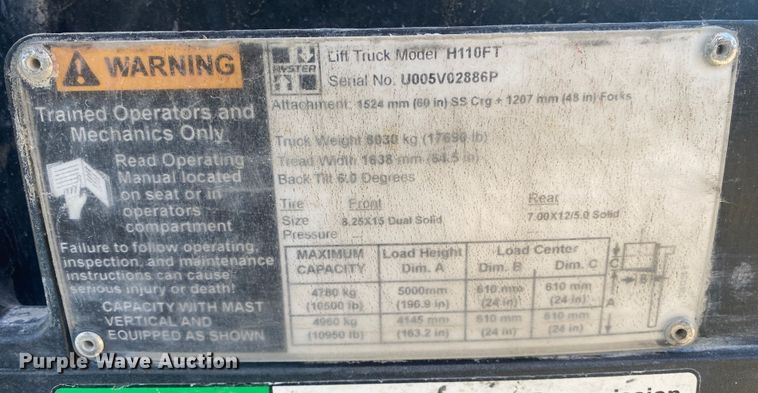 WARNING
Trained Operators and
Mechanics Only
Read Operating
Manual located
on seat or in
operators
compartment
Failure to follow operating,
inspection, and maintenance
instructions can cause
serious injury or death!
CAPACITY WITH MAST
VERTICAL AND
EQUIPPED AS SHOWN
HYSTER
Lift Truck Model H110FT
Serial No. U005V02886P
Attachment: 1524 mm (60 in) SS Crg + 1207 mm (48 in) Forks
Truck Weight 8030 kg (17696 lb)
Tread Width 1638 mm (64.5 in)
Back Tilt 6.0 Degrees
Tire Front Rear
Size 8.25X15 Dual Solid 7.00X12/5.0 Solid
Pressure --
MAXIMUM CAPACITY Load Height Dim. A Load Center Dim. B Dim. C
4780 kg 5000mm 610 mm 610 mm
(10500 lb) (196.9 in) (24 in) (24 in)
4960 kg 4145 mm 610 mm 610 mm
(10950 lb) (163.2 in) (24 in) (24 in)
C
B
A
Purple Wave Auction